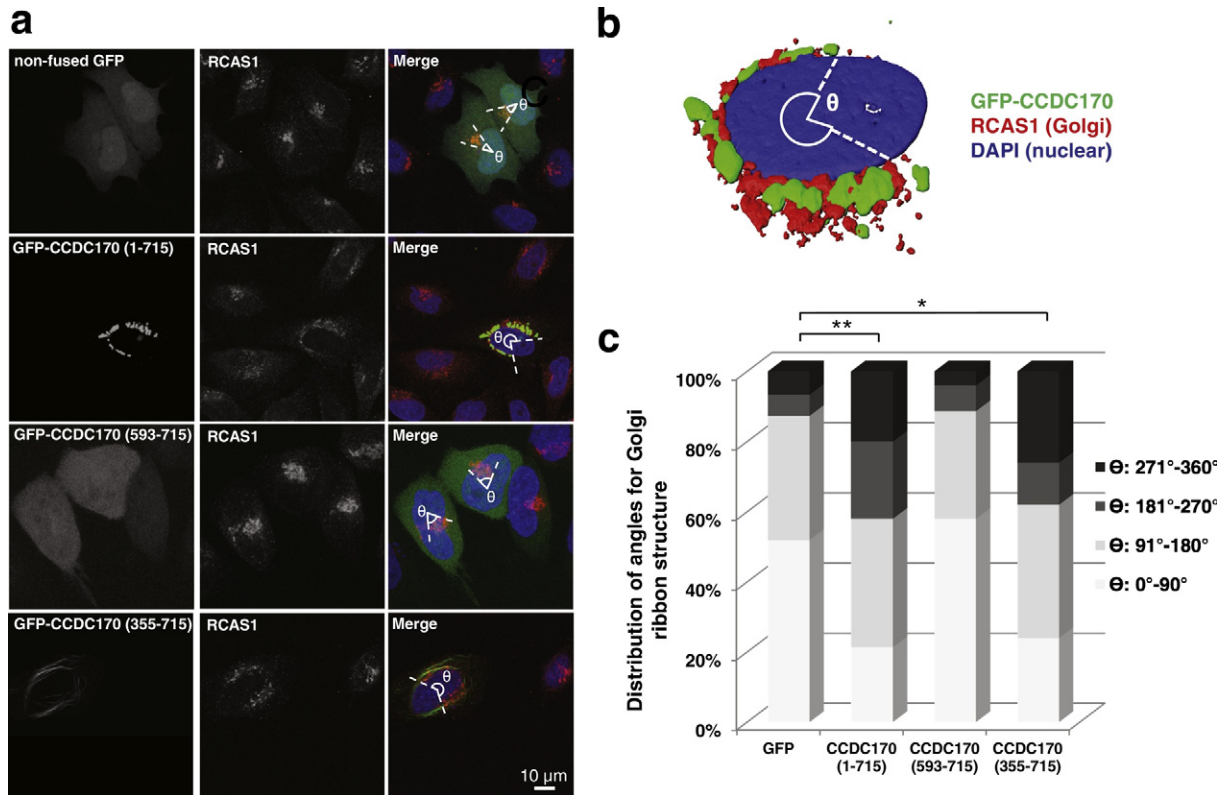 a
non-fused GFP
RCAS1
Merge
C
θ
θ
GFP-CCDC170 (1-715)
RCAS1
Merge
θ
GFP-CCDC170 (593-715)
RCAS1
Merge
θ
θ
GFP-CCDC170 (355-715)
RCAS1
Merge
θ
10 µm
b
θ
GFP-CCDC170
RCAS1 (Golgi)
DAPI (nuclear)
c
*
**
Distribution of angles for Golgi
ribbon structure
100%
80%
60%
40%
20%
0%
GFP
CCDC170
(1-715)
CCDC170
(593-715)
CCDC170
(355-715)
Θ: 271°-360°
Θ: 181°-270°
Θ: 91°-180°
Θ: 0°-90°